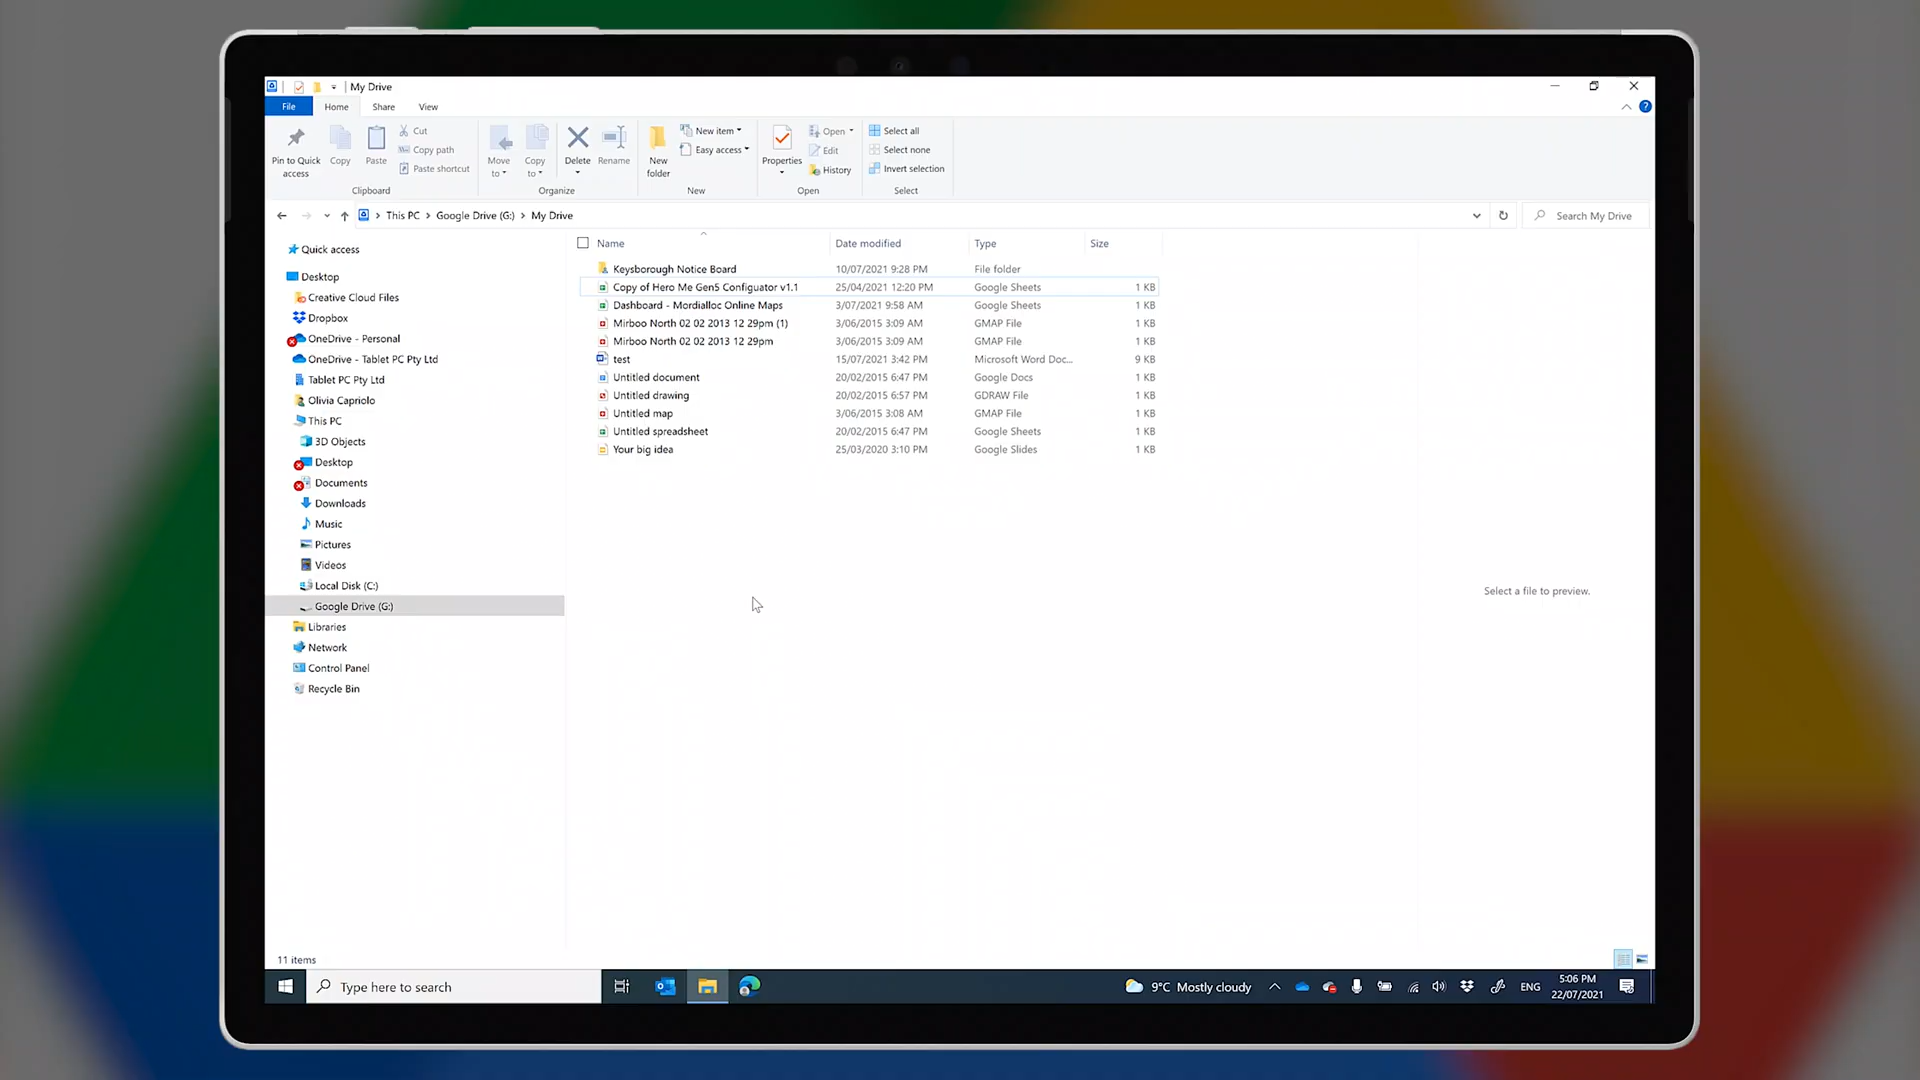 My Drive
File Home Share View
Pin to Quick access
Copy
Paste
Cut
Copy path
Paste shortcut
Clipboard
Move to
Copy to
Delete
Rename
Organize
New folder
New item
Easy access
New
Properties
Open
Edit
History
Open
Select all
Select none
Invert selection
Select
This PC > Google Drive (G:) > My Drive
Search My Drive
Quick access
Desktop
Creative Cloud Files
Dropbox
OneDrive - Personal
OneDrive - Tablet PC Pty Ltd
Tablet PC Pty Ltd
Olivia Capriolo
This PC
3D Objects
Desktop
Documents
Downloads
Music
Pictures
Videos
Local Disk (C:)
Google Drive (G:)
Libraries
Network
Control Panel
Recycle Bin
Name Date modified Type Size
Keysborough Notice Board 10/07/2021 9:28 PM File folder
Copy of Hero Me Gen5 Configuator v1.1 25/04/2021 12:20 PM Google Sheets 1 KB
Dashboard - Mordialloc Online Maps 3/07/2021 9:58 AM Google Sheets 1 KB
Mirboo North 02 02 2013 12 29pm (1) 3/06/2015 3:09 AM GMAP File 1 KB
Mirboo North 02 02 2013 12 29pm 3/06/2015 3:09 AM GMAP File 1 KB
test 15/07/2021 3:42 PM Microsoft Word Doc... 9 KB
Untitled document 20/02/2015 6:47 PM Google Docs 1 KB
Untitled drawing 20/02/2015 6:57 PM GDRAW File 1 KB
Untitled map 3/06/2015 3:08 AM GMAP File 1 KB
Untitled spreadsheet 20/02/2015 6:47 PM Google Sheets 1 KB
Your big idea 25/03/2020 3:10 PM Google Slides 1 KB
Select a file to preview.
11 items
Type here to search
9°C Mostly cloudy
ENG
5:06 PM
22/07/2021